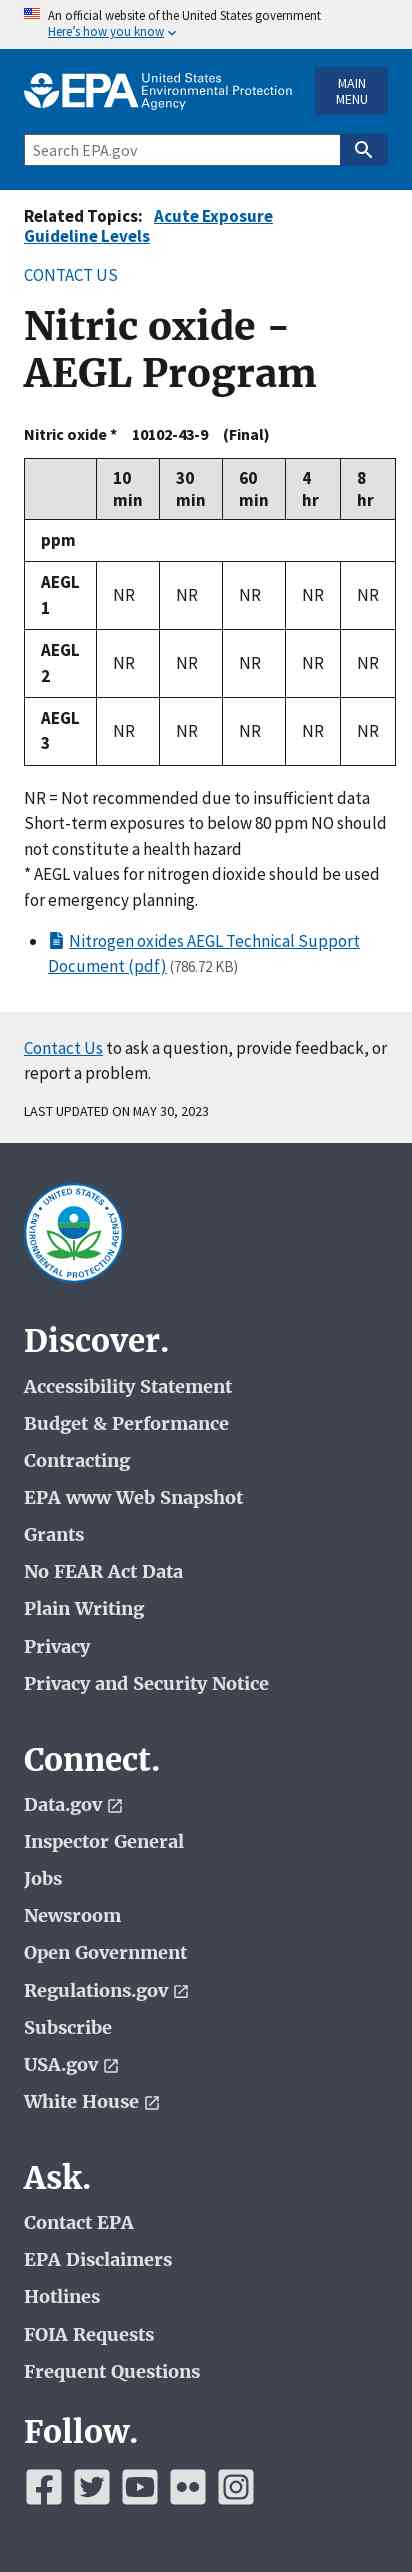 An official website of the United States government
Here's how you know
EPA United States
Environmental Protection
Agency
MAIN
MENU
Search EPA.gov
Related Topics: Acute Exposure
Guideline Levels
CONTACT US
Nitric oxide -
AEGL Program
Nitric oxide * 10102-43-9 (Final)
10 min 30 min 60 min 4 hr 8 hr
ppm
AEGL 1 NR NR NR NR NR
AEGL 2 NR NR NR NR NR
AEGL 3 NR NR NR NR NR
NR = Not recommended due to insufficient data
Short-term exposures to below 80 ppm NO should
not constitute a health hazard
* AEGL values for nitrogen dioxide should be used
for emergency planning.
• Nitrogen oxides AEGL Technical Support
Document (pdf) (786.72 KB)
Contact Us to ask a question, provide feedback, or
report a problem.
LAST UPDATED ON MAY 30, 2023
UNITED STATES
ENVIRONMENTAL PROTECTION AGENCY
Discover.
Accessibility Statement
Budget & Performance
Contracting
EPA www Web Snapshot
Grants
No FEAR Act Data
Plain Writing
Privacy
Privacy and Security Notice
Connect.
Data.gov
Inspector General
Jobs
Newsroom
Open Government
Regulations.gov
Subscribe
USA.gov
White House
Ask.
Contact EPA
EPA Disclaimers
Hotlines
FOIA Requests
Frequent Questions
Follow.